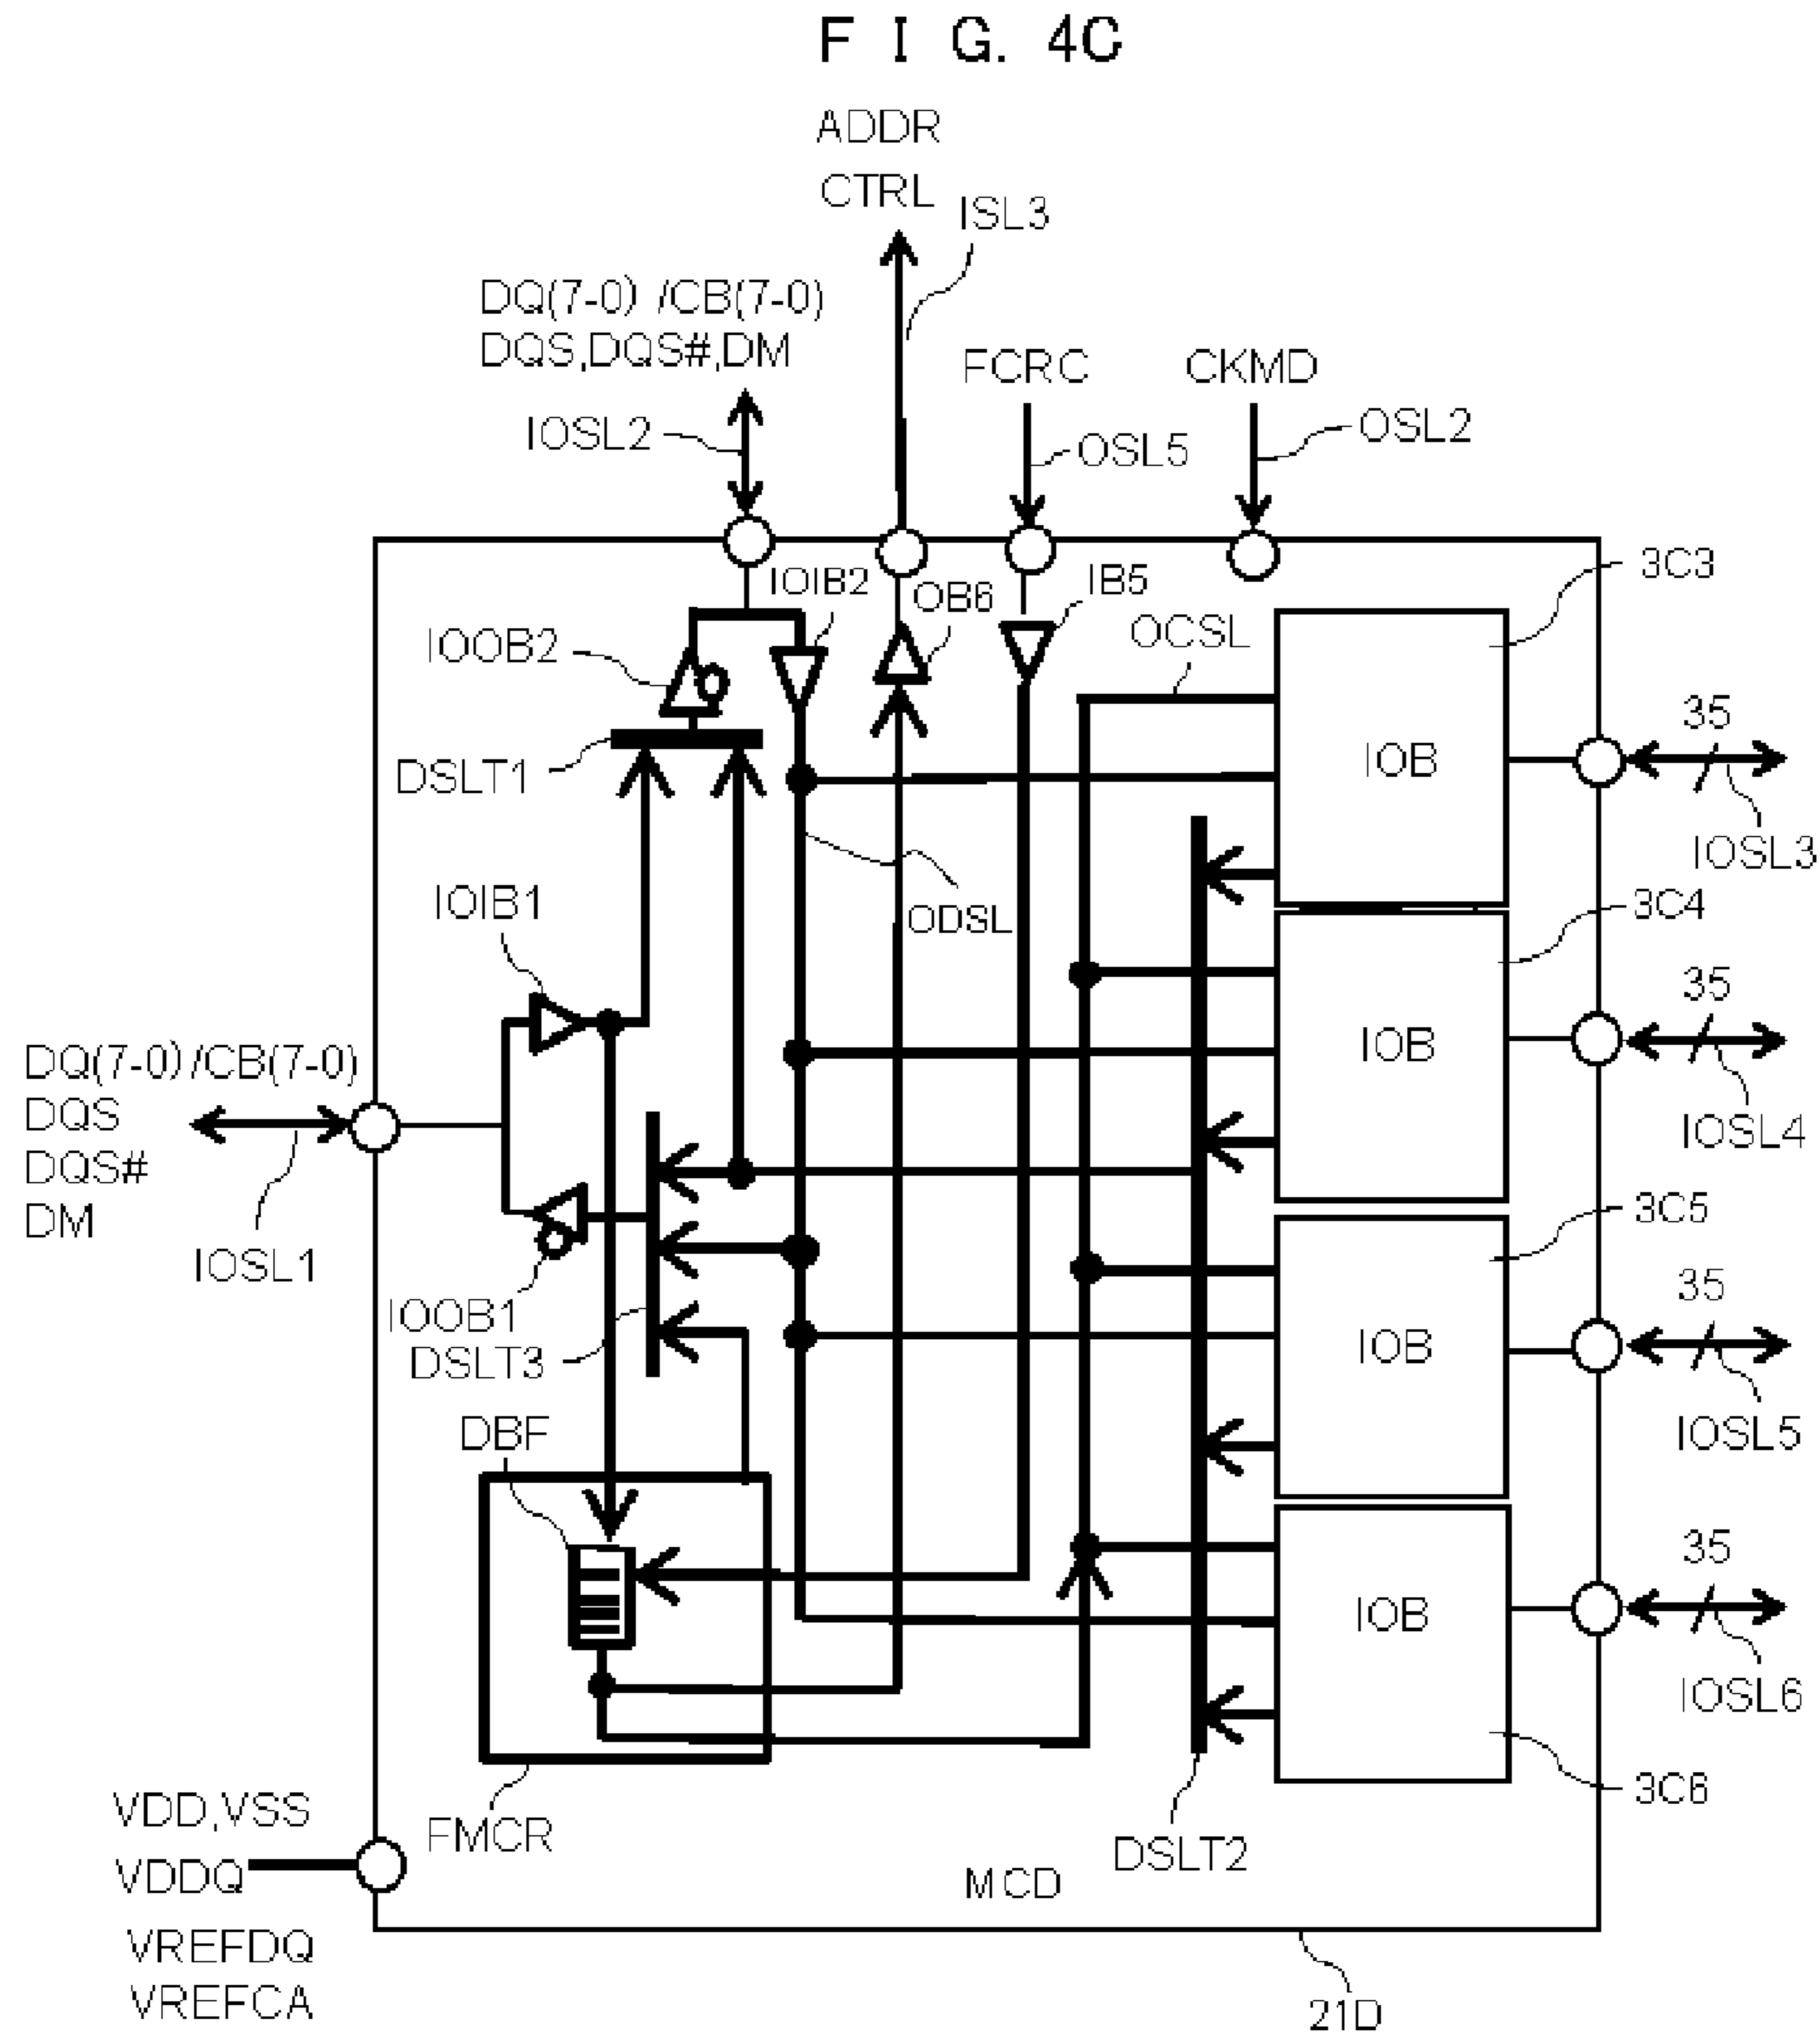 F I G. 4C
ADDR
CTRL
ISL3
DQ(7-0) /CB(7-0)
DQS,DQS#,DM
IOSL2
FCRC
OSL5
CKMD
OSL2
IOIB2
OB6
IB5
3C3
IOOB2
OCSL
35
IOB
DSLT1
IOSL3
IOIB1
ODSL
3C4
35
IOB
DQ(7-0)/CB(7-0)
DQS
DQS#
DM
IOSL4
IOSL1
3C5
IOOB1
35
DSLT3
IOB
DBF
IOSL5
35
IOB
IOSL6
3C6
VDD,VSS
VDDQ
VREFDQ
VREFCA
FMCR
DSLT2
MCD
21D